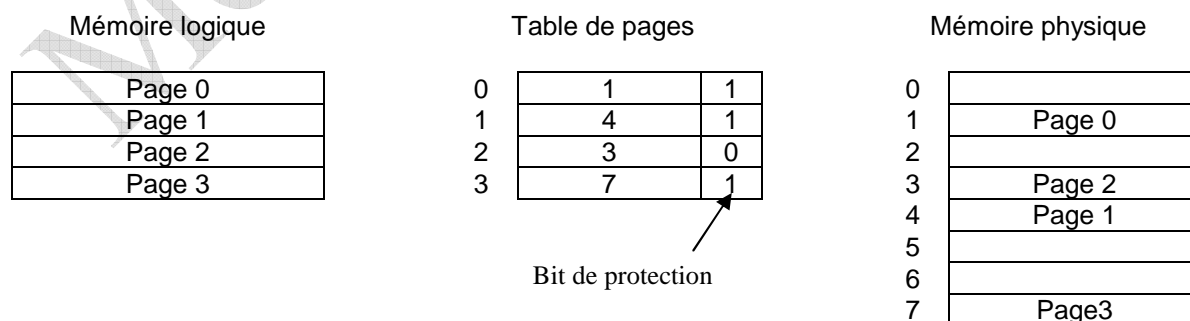 Mémoire logique
Table de pages
Mémoire physique
Page 0
Page 1
Page 2
Page 3
0 1 1
1 4 1
2 3 0
3 7 1
Bit de protection
0
1 Page 0
2
3 Page 2
4 Page 1
5
6
7 Page3